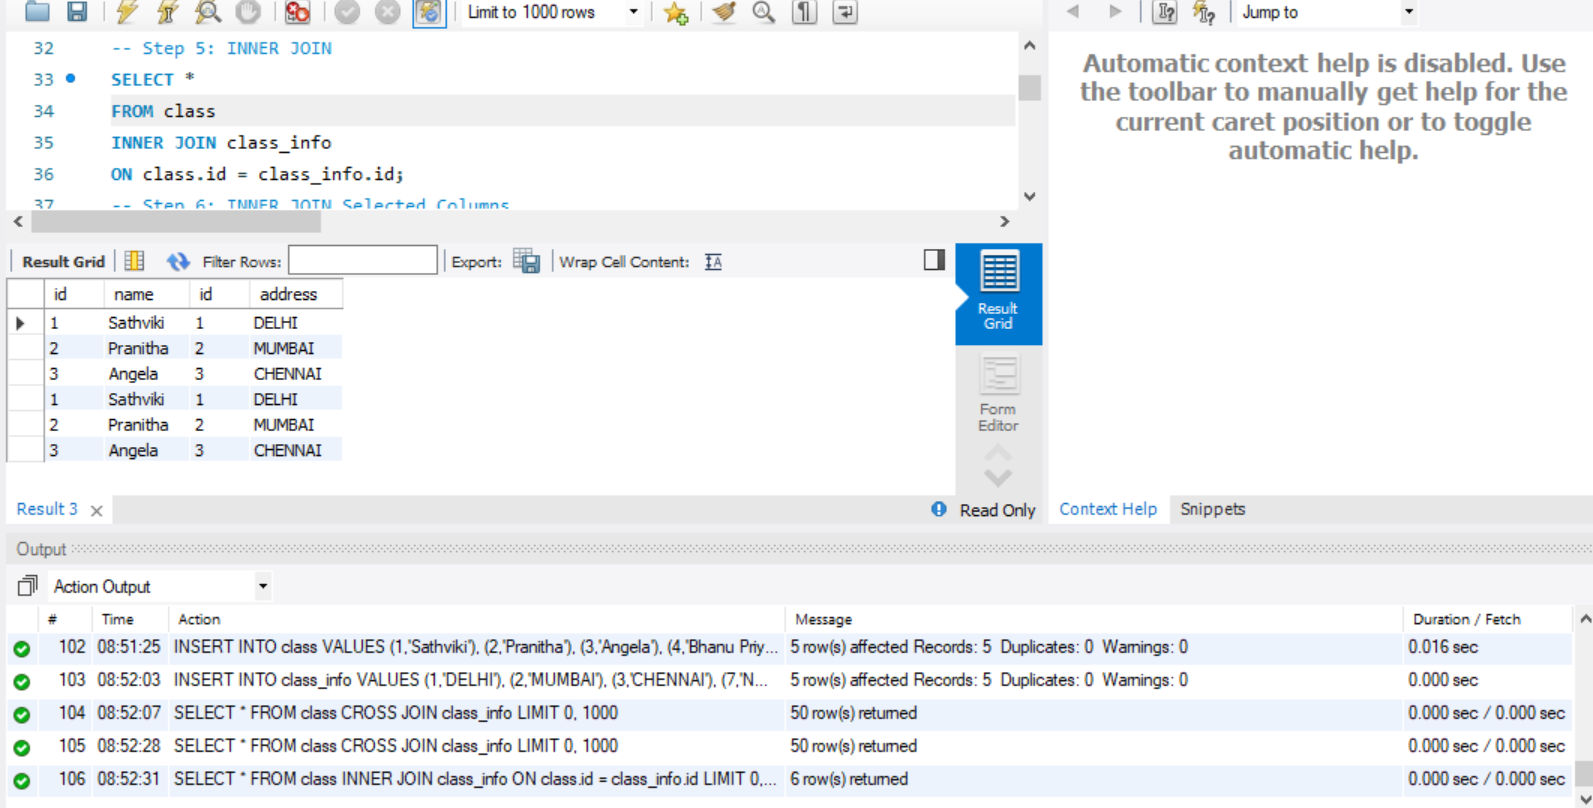 Limit to 1000 rows
Jump to
32 -- Step 5: INNER JOIN
33 SELECT *
34 FROM class
35 INNER JOIN class_info
36 ON class.id = class_info.id;
37 -- Step 6: INNER JOIN Selected Columns
Automatic context help is disabled. Use
the toolbar to manually get help for the
current caret position or to toggle
automatic help.
Result Grid Filter Rows: Export: Wrap Cell Content:
id name id address
1 Sathviki 1 DELHI
2 Pranitha 2 MUMBAI
3 Angela 3 CHENNAI
1 Sathviki 1 DELHI
2 Pranitha 2 MUMBAI
3 Angela 3 CHENNAI
Result
Grid
Form
Editor
Result 3
Read Only
Context Help Snippets
Output
Action Output
# Time Action Message Duration / Fetch
102 08:51:25 INSERT INTO class VALUES (1,'Sathviki'), (2,'Pranitha'), (3,'Angela'), (4,'Bhanu Priy... 5 row(s) affected Records: 5 Duplicates: 0 Warnings: 0 0.016 sec
103 08:52:03 INSERT INTO class_info VALUES (1,'DELHI'), (2,'MUMBAI'), (3,'CHENNAI'), (7,'N... 5 row(s) affected Records: 5 Duplicates: 0 Warnings: 0 0.000 sec
104 08:52:07 SELECT * FROM class CROSS JOIN class_info LIMIT 0, 1000 50 row(s) returned 0.000 sec / 0.000 sec
105 08:52:28 SELECT * FROM class CROSS JOIN class_info LIMIT 0, 1000 50 row(s) returned 0.000 sec / 0.000 sec
106 08:52:31 SELECT * FROM class INNER JOIN class_info ON class.id = class_info.id LIMIT 0,... 6 row(s) returned 0.000 sec / 0.000 sec